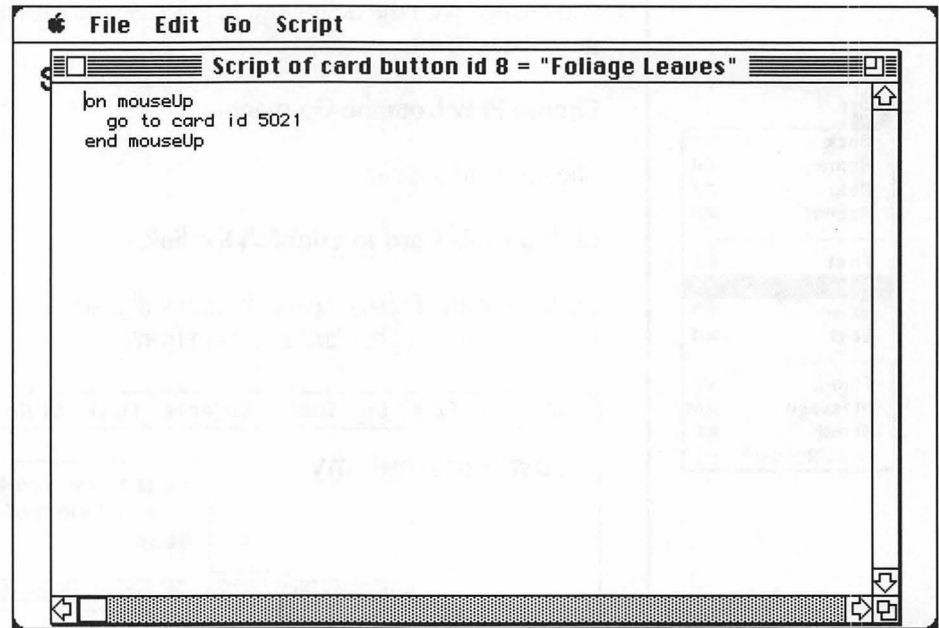 File Edit Go Script
Script of card button id 8 = "Foliage Leaves"
on mouseUp
go to card id 5021
end mouseUp